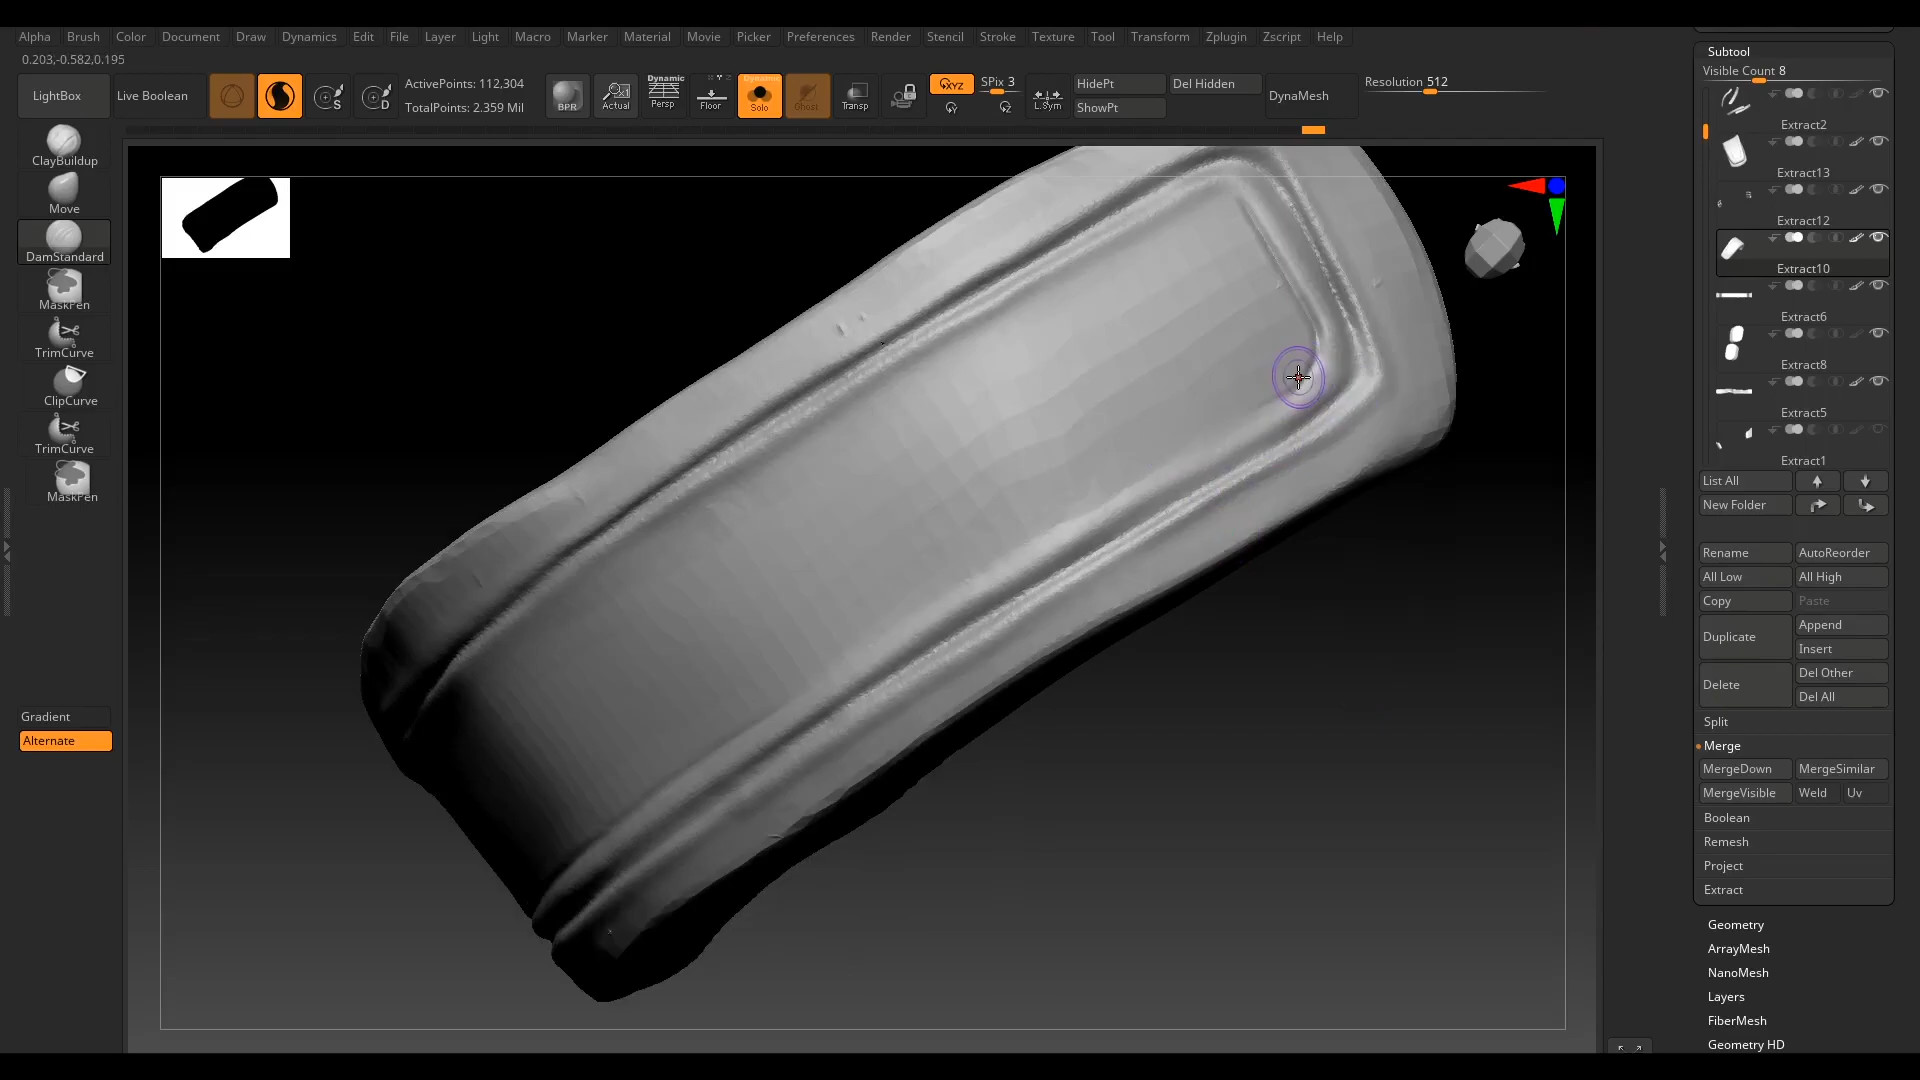 Alpha Brush Color Document Draw Dynamics Edit File Layer Light Macro Marker Material Movie Picker Preferences Render Stencil Stroke Texture Tool Transform Zplugin Zscript Help
0.203,-0.582,0.195
LightBox
Live Boolean
S
D
ActivePoints: 112,304
TotalPoints: 2.359 Mil
BPR
Actual
Dynamic
Persp
Floor
Dynamic
Solo
Ghost
Transp
XYZ
SPix 3
L.Sym
HidePt
ShowPt
Del Hidden
DynaMesh
Resolution 512
ClayBuildup
Move
DamStandard
MaskPen
TrimCurve
ClipCurve
TrimCurve
MaskPen
Gradient
Alternate
Subtool
Visible Count 8
Extract2
Extract13
Extract12
Extract10
Extract6
Extract8
Extract5
Extract1
List All
New Folder
Rename AutoReorder
All Low All High
Copy Paste
Duplicate
Append
Insert
Delete
Del Other
Del All
Split
Merge
MergeDown MergeSimilar
MergeVisible Weld Uv
Boolean
Remesh
Project
Extract
Geometry
ArrayMesh
NanoMesh
Layers
FiberMesh
Geometry HD